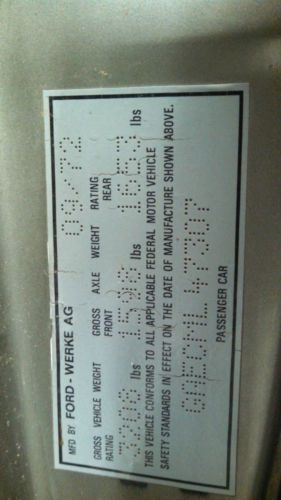 MFD BY FORD - WERKE AG 09/72
GROSS VEHICLE WEIGHT RATING GROSS AXLE WEIGHT RATING
FRONT REAR
lbs lbs 1653 lbs
THIS VEHICLE CONFORMS TO ALL APPLICABLE FEDERAL MOTOR VEHICLE
SAFETY STANDARDS IN EFFECT ON THE DATE OF MANUFACTURE SHOWN ABOVE.
PASSENGER CAR